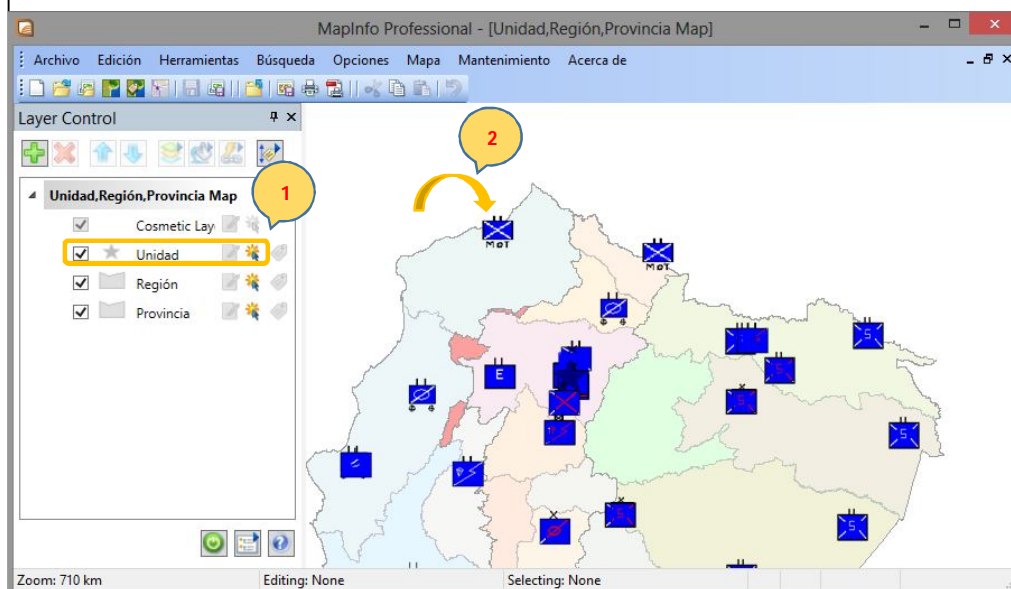 MapInfo Professional - [Unidad,Región,Provincia Map]
Archivo Edición Herramientas Búsqueda Opciones Mapa Mantenimiento Acerca de
Layer Control
2
1
Unidad,Región,Provincia Map
Cosmetic Lay
Unidad
Región
Provincia
MOT
MOT
E
S
S
S
S
S
S
Zoom: 710 km Editing: None Selecting: None